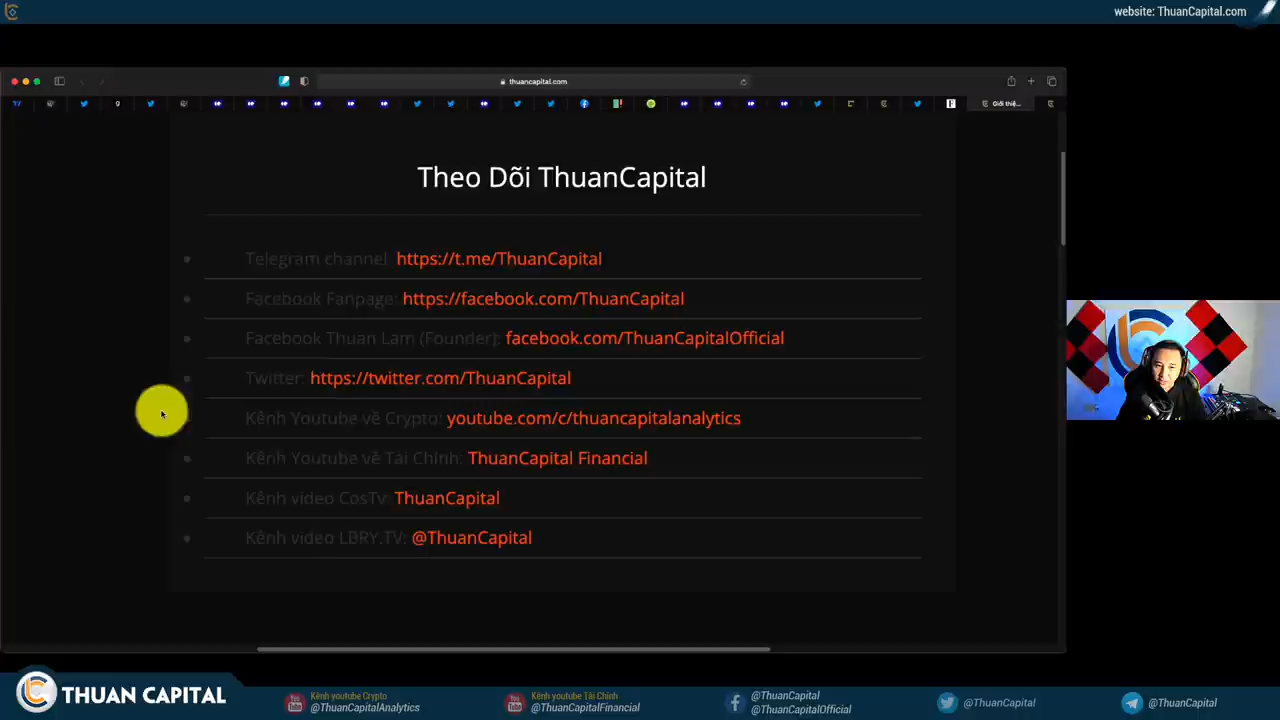 website: ThuanCapital.com
thuancapital.com
Giới thiệ...
Theo Dõi ThuanCapital
Telegram channel: https://t.me/ThuanCapital
Facebook Fanpage: https://facebook.com/ThuanCapital
Facebook Thuan Lam (Founder): facebook.com/ThuanCapitalOfficial
Twitter: https://twitter.com/ThuanCapital
Kênh Youtube về Crypto: youtube.com/c/thuancapitalanalytics
Kênh Youtube về Tài Chính: ThuanCapital Financial
Kênh video CosTv: ThuanCapital
Kênh video LBRY.TV: @ThuanCapital
THUAN CAPITAL
Kênh youtube Crypto
@ThuanCapitalAnalytics
Kênh youtube Tài Chính
@ThuanCapitalFinancial
@ThuanCapital
@ThuanCapitalOfficial
@ThuanCapital
@ThuanCapital